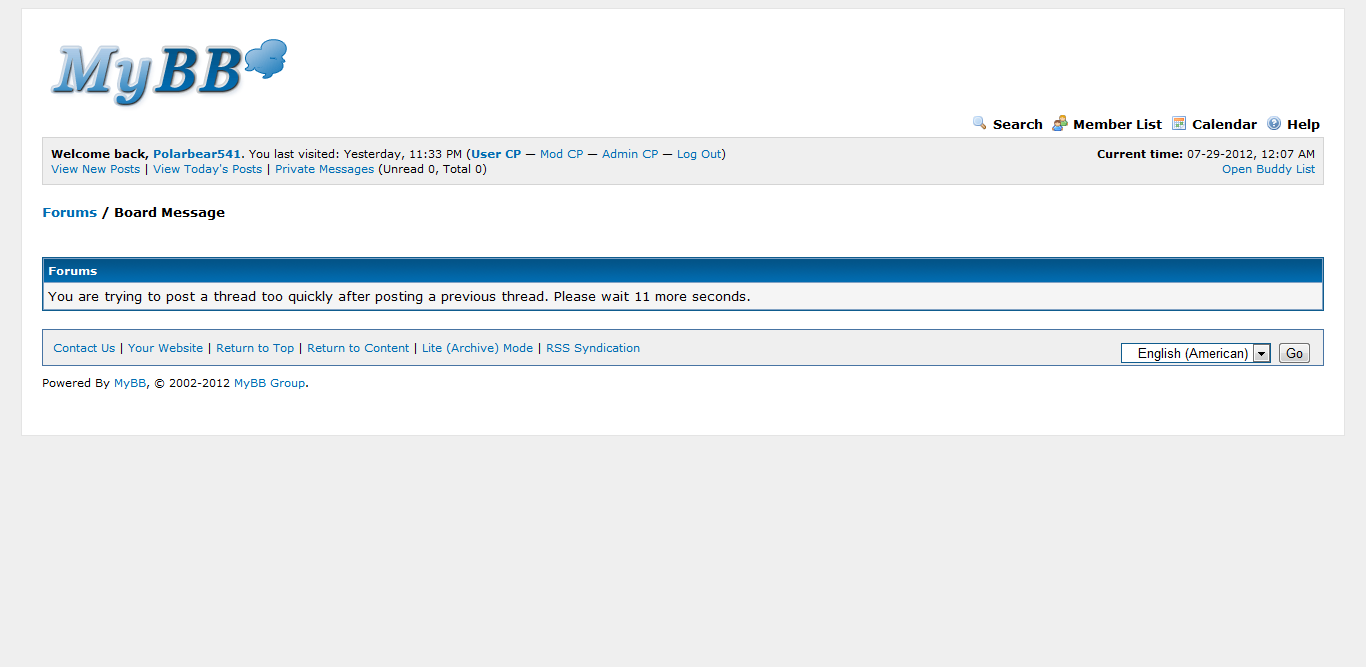 MyBB
Search Member List Calendar Help
Welcome back, Polarbear541. You last visited: Yesterday, 11:33 PM (User CP — Mod CP — Admin CP — Log Out)
Current time: 07-29-2012, 12:07 AM
View New Posts | View Today's Posts | Private Messages (Unread 0, Total 0)
Open Buddy List
Forums / Board Message
Forums
You are trying to post a thread too quickly after posting a previous thread. Please wait 11 more seconds.
Contact Us | Your Website | Return to Top | Return to Content | Lite (Archive) Mode | RSS Syndication
English (American) Go
Powered By MyBB, © 2002-2012 MyBB Group.